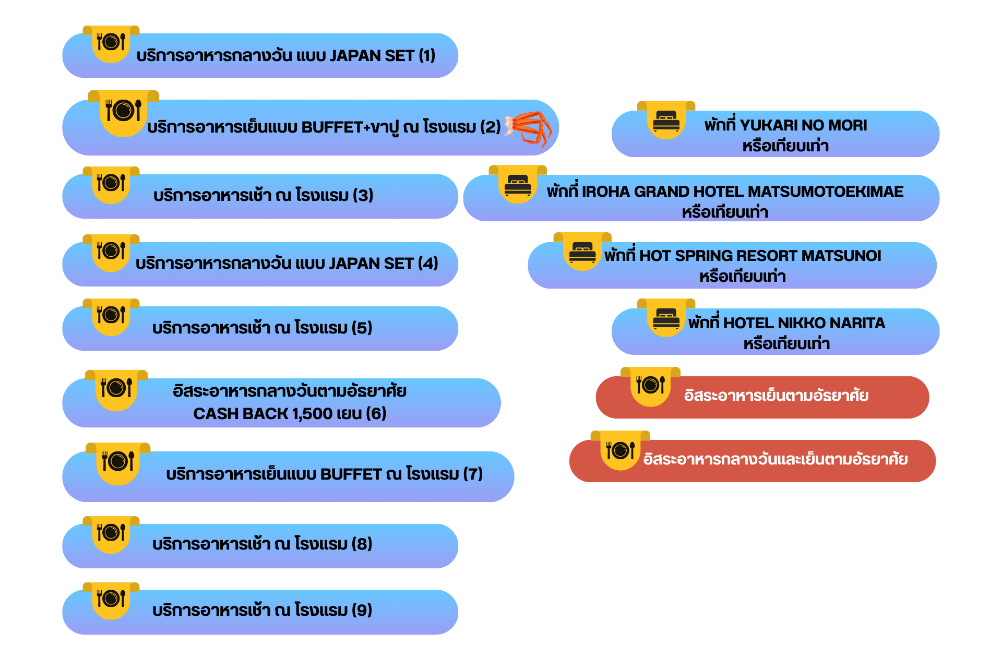 บริการอาหารกลางวัน แบบ JAPAN SET (1)
บริการอาหารเย็นแบบ BUFFET+ขาปู ณ โรงแรม (2)
บริการอาหารเช้า ณ โรงแรม (3)
บริการอาหารกลางวัน แบบ JAPAN SET (4)
บริการอาหารเช้า ณ โรงแรม (5)
อิสระอาหารกลางวันตามอัธยาศัย
CASH BACK 1,500 เยน (6)
บริการอาหารเย็นแบบ BUFFET ณ โรงแรม (7)
บริการอาหารเช้า ณ โรงแรม (8)
บริการอาหารเช้า ณ โรงแรม (9)
พักที่ YUKARI NO MORI
หรือเทียบเท่า
พักที่ IROHA GRAND HOTEL MATSUMOTOEKIMAE
หรือเทียบเท่า
พักที่ HOT SPRING RESORT MATSUNOI
หรือเทียบเท่า
พักที่ HOTEL NIKKO NARITA
หรือเทียบเท่า
อิสระอาหารเย็นตามอัธยาศัย
อิสระอาหารกลางวันและเย็นตามอัธยาศัย